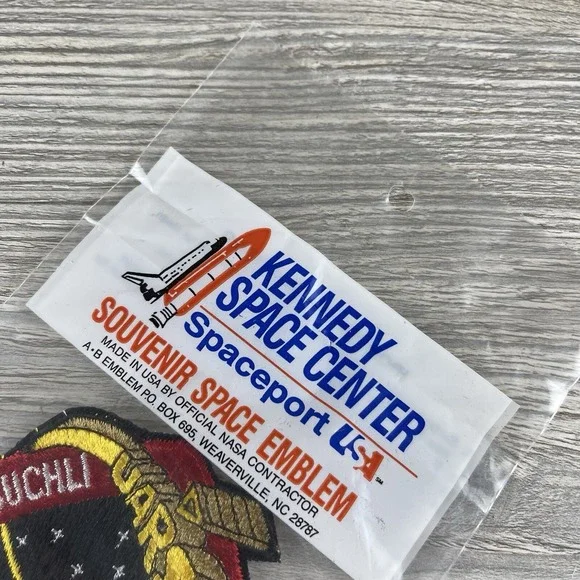 KENNEDY
SPACE CENTER
Spaceport USA
SM
SOUVENIR SPACE EMBLEM
MADE IN USA BY OFFICIAL NASA CONTRACTOR
A•B EMBLEM P.O. BOX 695, WEAVERVILLE, NC 28787
UCHLI